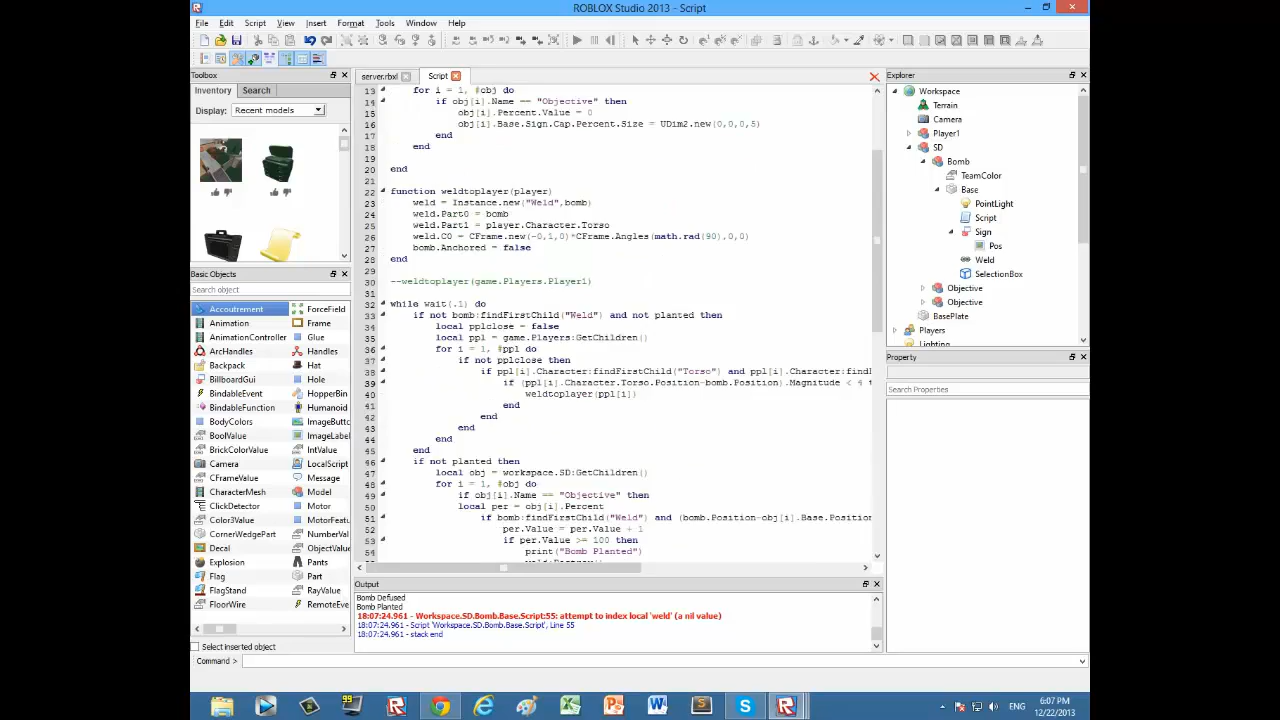 ROBLOX Studio 2013 - Script
File Edit Script View Insert Format Tools Window Help
Toolbox
Inventory Search
Display: Recent models
Basic Objects
Search object
Accoutrement ForceField
Animation Frame
AnimationController Glue
ArcHandles Handles
Backpack Hat
BillboardGui Hole
BindableEvent HopperBin
BindableFunction Humanoid
BodyColors ImageButto
BoolValue ImageLabel
BrickColorValue IntValue
Camera LocalScript
CFrameValue Message
CharacterMesh Model
ClickDetector Motor
Color3Value MotorFeatu
CornerWedgePart NumberVal
Decal ObjectValue
Explosion Pants
Flag Part
FlagStand RayValue
FloorWire RemoteEve
Select inserted object
server.rbxl Script
13 for i = 1, #obj do
14 if obj[i].Name == "Objective" then
15 obj[i].Percent.Value = 0
16 obj[i].Base.Sign.Cap.Percent.Size = UDim2.new(0,0,0,5)
17 end
18 end
19
20 end
21
22 function weldtoplayer(player)
23 weld = Instance.new("Weld",bomb)
24 weld.Part0 = bomb
25 weld.Part1 = player.Character.Torso
26 weld.C0 = CFrame.new(-0,1,0)*CFrame.Angles(math.rad(90),0,0)
27 bomb.Anchored = false
28 end
29
30 --weldtoplayer(game.Players.Player1)
31
32 while wait(.1) do
33 if not bomb:findFirstChild("Weld") and not planted then
34 local pplclose = false
35 local ppl = game.Players:GetChildren()
36 for i = 1, #ppl do
37 if not pplclose then
38 if ppl[i].Character:findFirstChild("Torso") and ppl[i].Character:find
39 if (ppl[i].Character.Torso.Position-bomb.Position).Magnitude < 4 t
40 weldtoplayer(ppl[i])
41 end
42 end
43 end
44 end
45 end
46 if not planted then
47 local obj = workspace.SD:GetChildren()
48 for i = 1, #obj do
49 if obj[i].Name == "Objective" then
50 local per = obj[i].Percent
51 if bomb:findFirstChild("Weld") and (bomb.Position-obj[i].Base.Position
52 per.Value = per.Value + 1
53 if per.Value >= 100 then
54 print("Bomb Planted")
Output
Bomb Defused
Bomb Planted
18:07:24.961 - Workspace.SD.Bomb.Base.Script:55: attempt to index local 'weld' (a nil value)
18:07:24.961 - Script 'Workspace.SD.Bomb.Base.Script', Line 55
18:07:24.961 - stack end
Command >
Explorer
Workspace
Terrain
Camera
Player1
SD
Bomb
TeamColor
Base
PointLight
Script
Sign
Pos
Weld
SelectionBox
Objective
Objective
BasePlate
Players
Lighting
Property
Search Properties
ENG
6:07 PM
12/22/2013